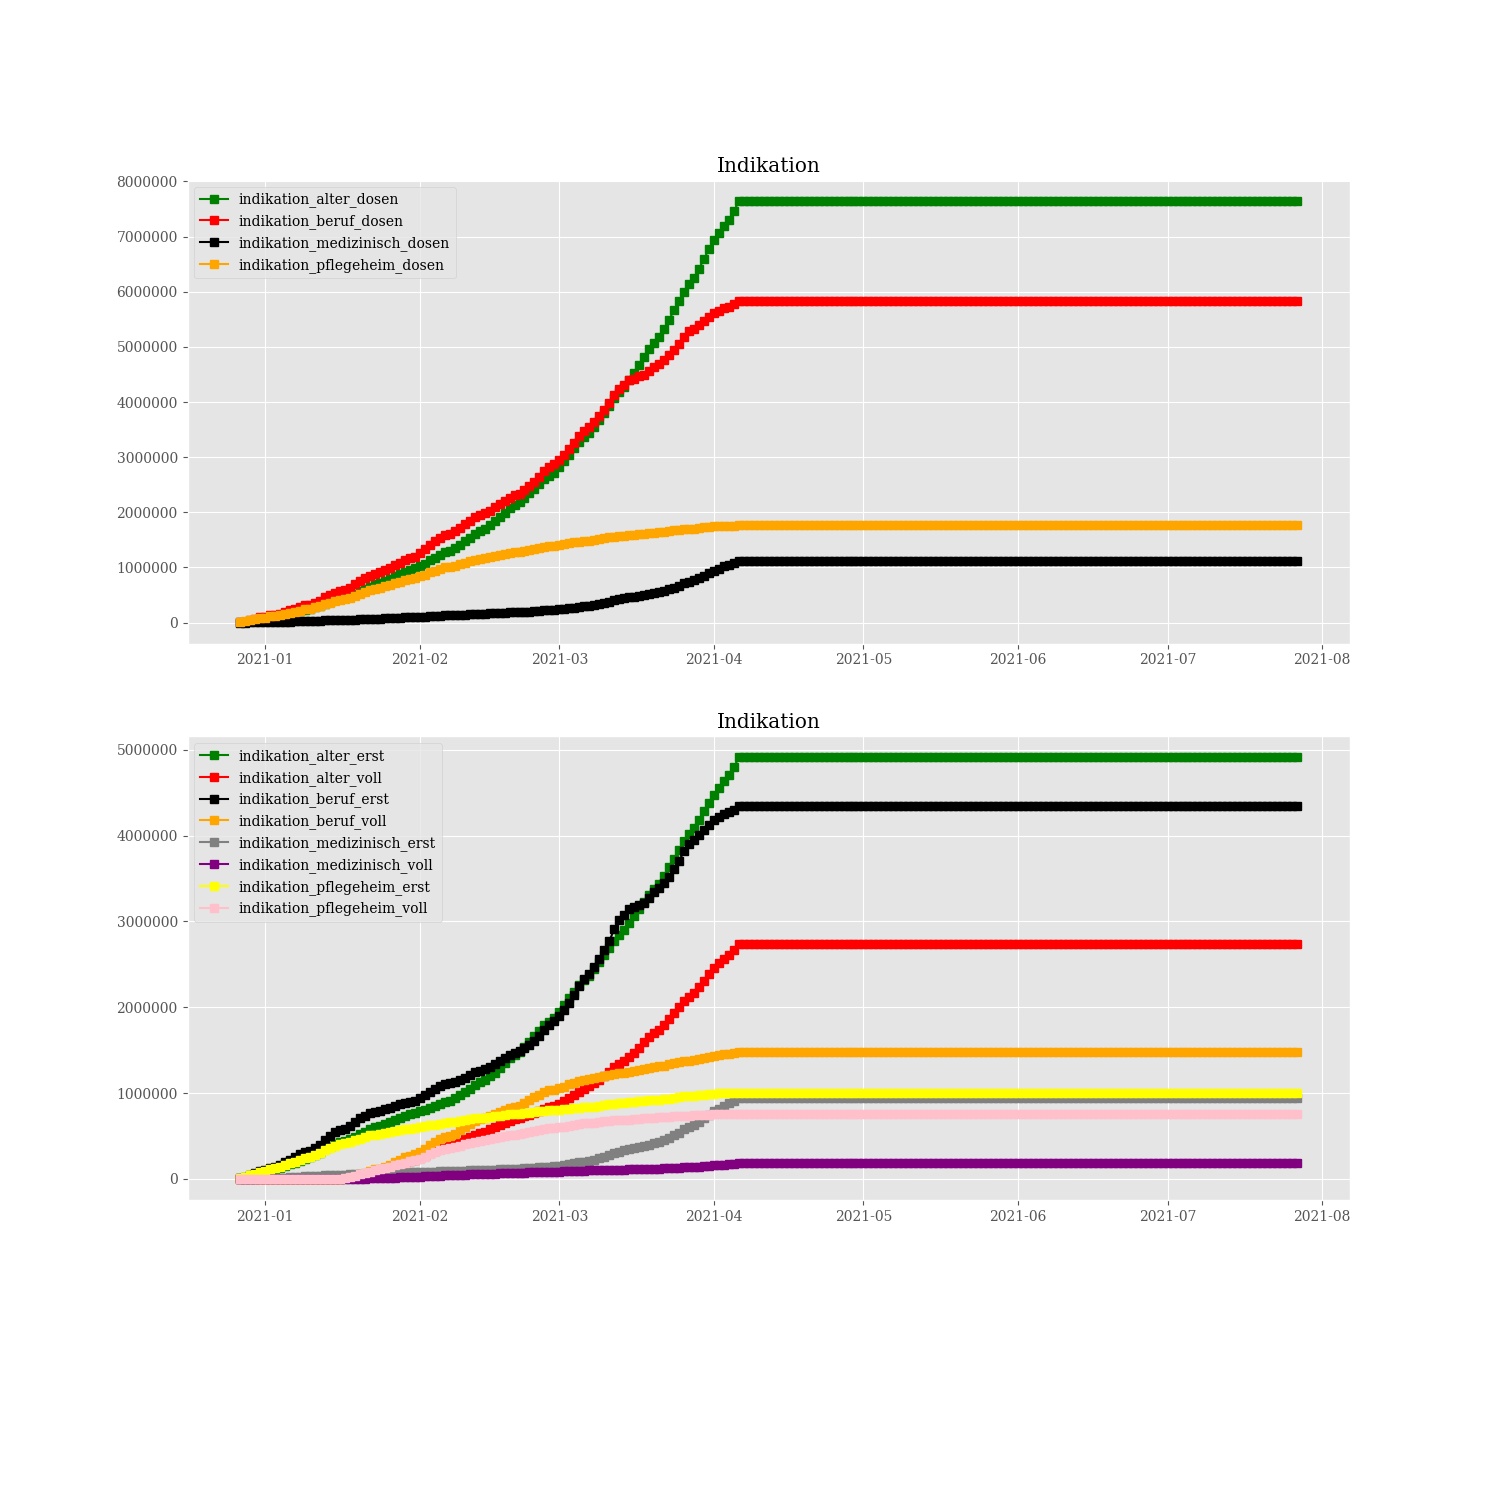 Indikation
8000000
7000000
6000000
5000000
4000000
3000000
2000000
1000000
0
indikation_alter_dosen
indikation_beruf_dosen
indikation_medizinisch_dosen
indikation_pflegeheim_dosen
2021-01 2021-02 2021-03 2021-04 2021-05 2021-06 2021-07 2021-08
Indikation
5000000
4000000
3000000
2000000
1000000
0
indikation_alter_erst
indikation_alter_voll
indikation_beruf_erst
indikation_beruf_voll
indikation_medizinisch_erst
indikation_medizinisch_voll
indikation_pflegeheim_erst
indikation_pflegeheim_voll
2021-01 2021-02 2021-03 2021-04 2021-05 2021-06 2021-07 2021-08